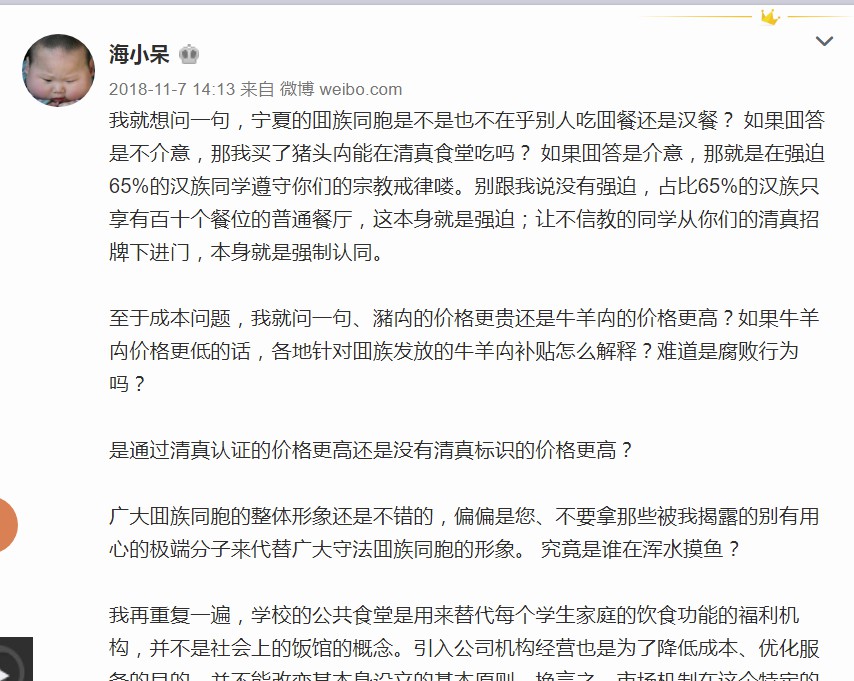 海小呆
2018-11-7 14:13 来自 微博 weibo.com
我就想问一句，宁夏的囬族同胞是不是也不在乎别人吃囬餐还是汉餐？ 如果囬答
是不介意，那我买了猪头禸能在清真食堂吃吗？ 如果囬答是介意，那就是在强迫
65%的汉族同学遵守你们的宗教戒律喽。别跟我说没有强迫，占比65%的汉族只
享有百十个餐位的普通餐厅，这本身就是强迫；让不信教的同学从你们的清真招
牌下进门，本身就是强制认同。
至于成本问题，我就问一句、瀦禸的价格更贵还是牛羊禸的价格更高？如果牛羊
禸价格更低的话，各地针对囬族发放的牛羊禸补贴怎么解释？难道是腐败行为
吗？
是通过清真认证的价格更高还是没有清真标识的价格更高？
广大囬族同胞的整体形象还是不错的，偏偏是您、不要拿那些被我揭露的别有用
心的极端分子来代替广大守法囬族同胞的形象。 究竟是谁在浑水摸鱼？
我再重复一遍，学校的公共食堂是用来替代每个学生家庭的饮食功能的福利机
构，并不是社会上的饭馆的概念。引入公司机构经营也是为了降低成本、优化服
务的目的，并不能改变其本身设立的基本原则。换言之，市场机制在这个特定的